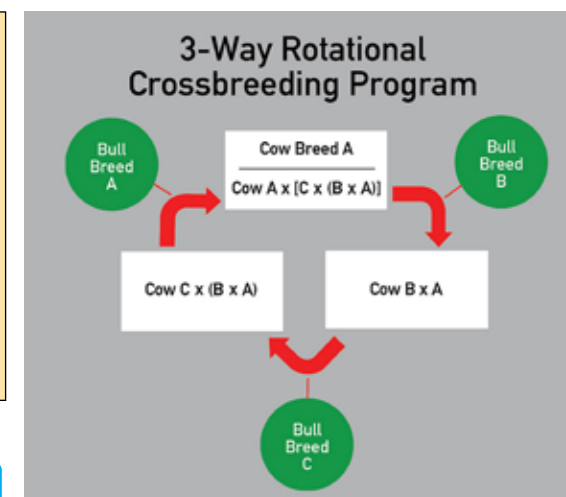 3-Way Rotational
Crossbreeding Program
Bull
Breed
A
Cow Breed A
Cow A x [C x (B x A)]
Bull
Breed
B
Cow C x (B x A)
Cow B x A
Bull
Breed
C